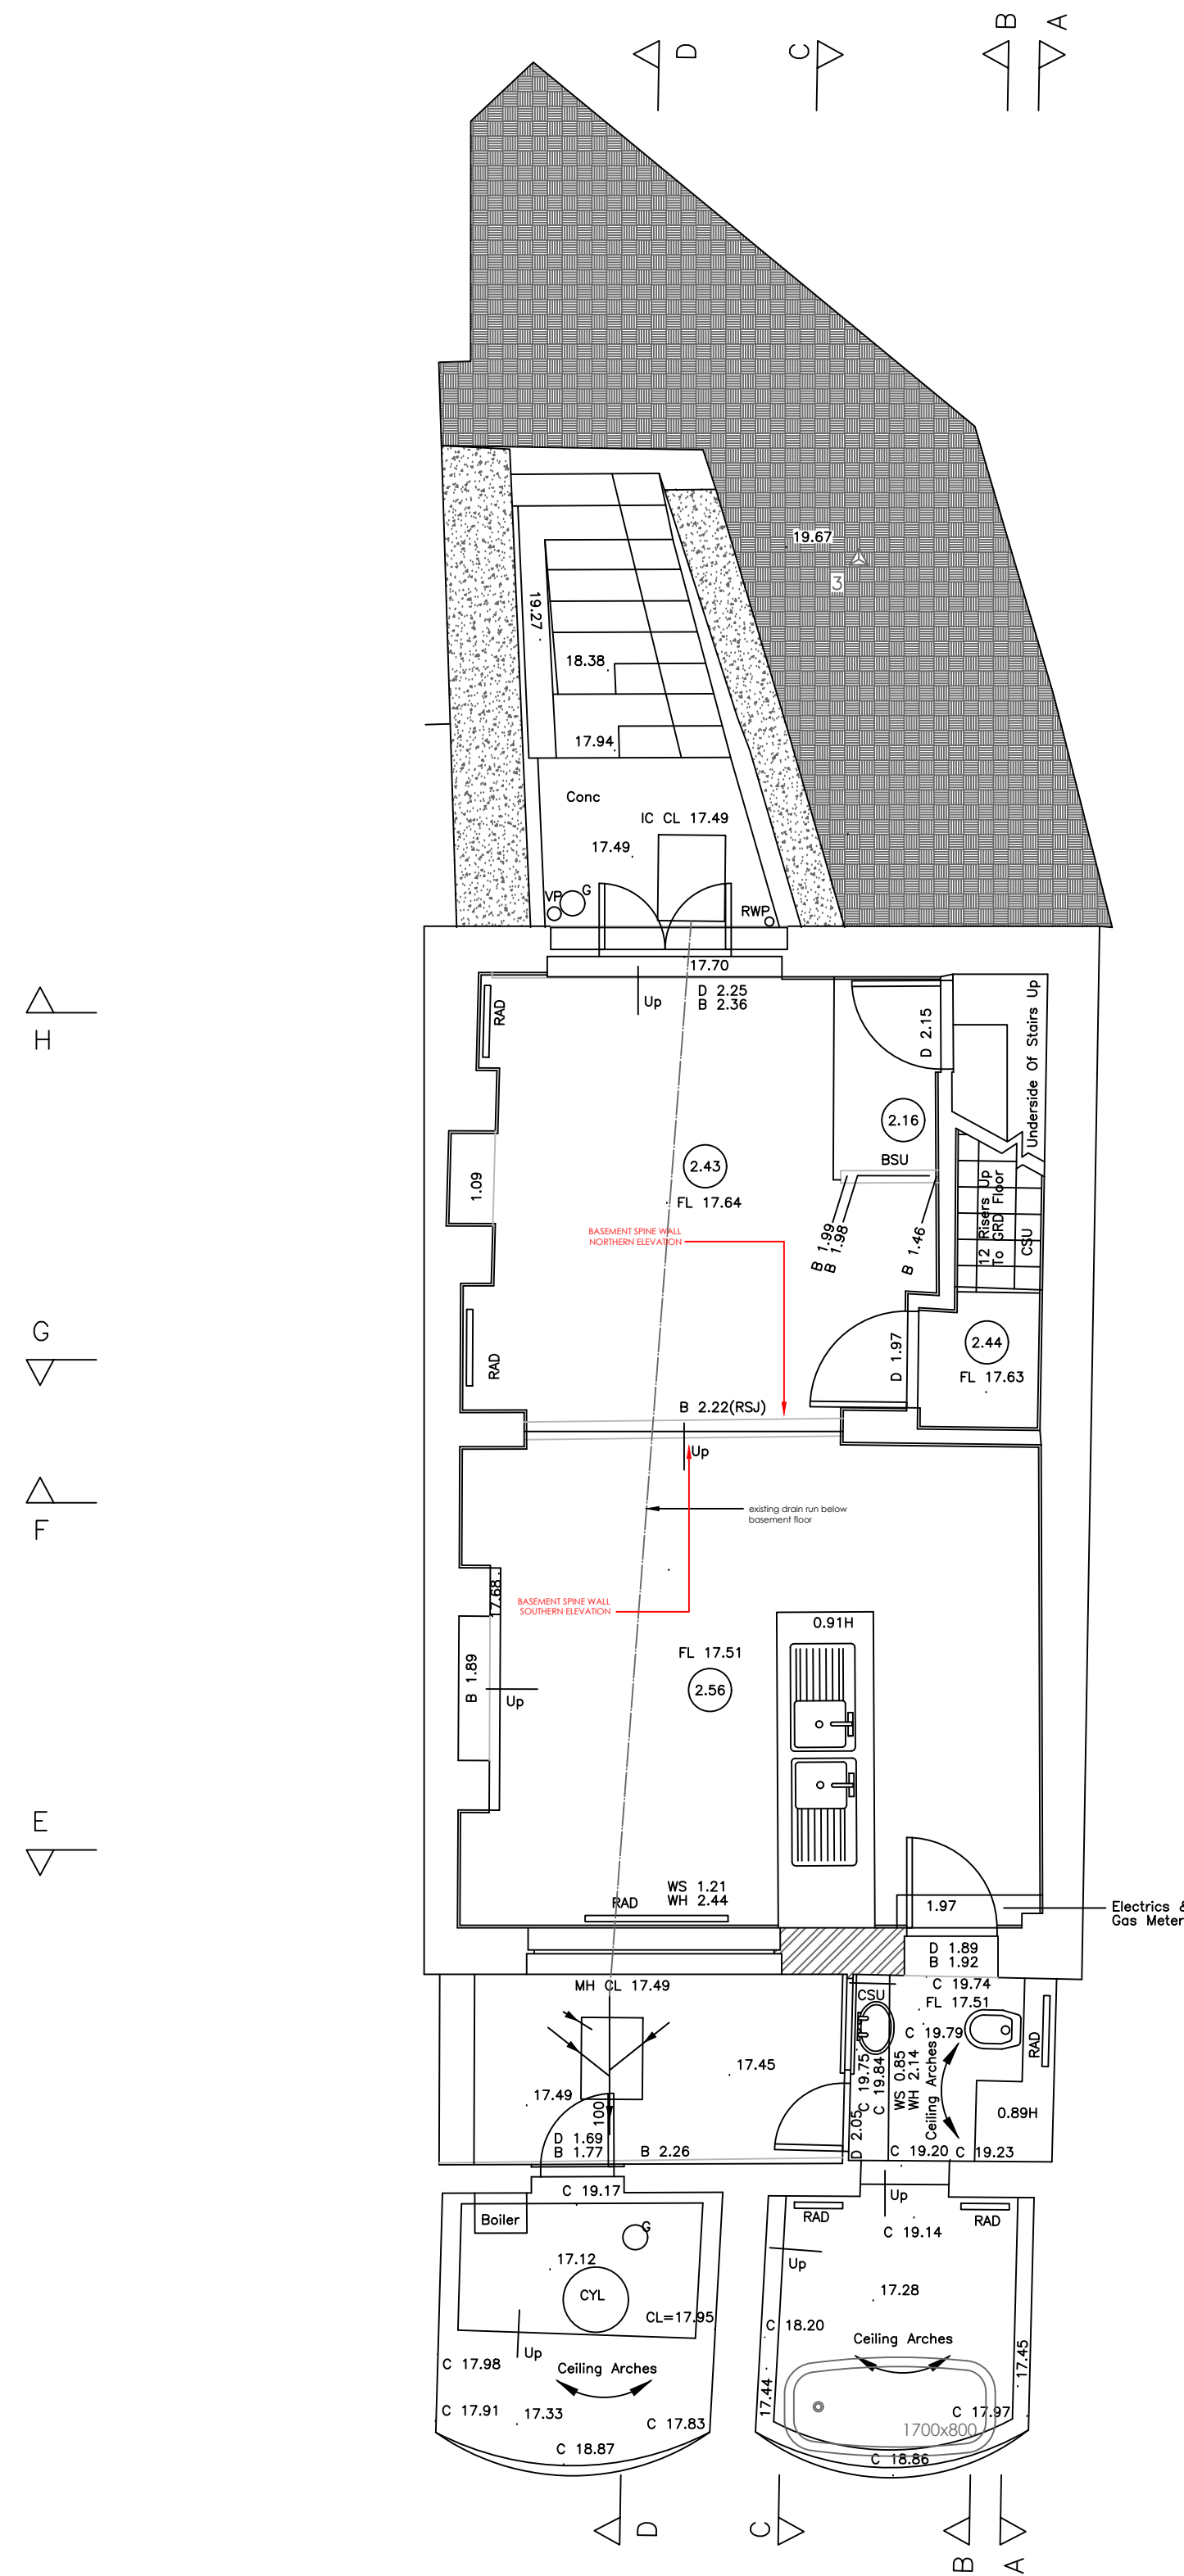 D
C
B
A
19.67
3
19.27
18.38
17.94
Conc
IC CL 17.49
17.49
VP
G
RWP
17.70
D 2.25
B 2.36
Up
RAD
H
D 2.15
Underside Of Stairs Up
2.16
BSU
1.09
2.43
FL 17.64
BASEMENT SPINE WALL
NORTHERN ELEVATION
B 1.99
B 1.98
B 1.46
12 Risers Up
To GRD Floor
CSU
G
RAD
D 1.97
2.44
FL 17.63
B 2.22(RSJ)
Up
F
existing drain run below
basement floor
17.68
BASEMENT SPINE WALL
SOUTHERN ELEVATION
0.91H
FL 17.51
2.56
B 1.89
Up
E
WS 1.21
WH 2.44
RAD
1.97
Electrics &
Gas Meter
D 1.89
B 1.92
MH CL 17.49
C 19.74
CSU
FL 17.51
C 19.79
RAD
17.45
C 19.75
C 19.84
WS 0.85
WH 2.14
Ceiling Arches
17.49
100
0.89H
D 1.69
B 1.77
B 2.26
D 2.05
C 19.20
C 19.23
C 19.17
Boiler
G
Up
RAD
RAD
C 19.14
17.12
CYL
Up
17.28
CL=17.95
C 18.20
Up
Ceiling Arches
C 17.98
Ceiling Arches
17.45
17.44
C 17.91
17.33
C 17.83
C 17.97
1700x800
C 18.87
C 18.86
D
C
B
A